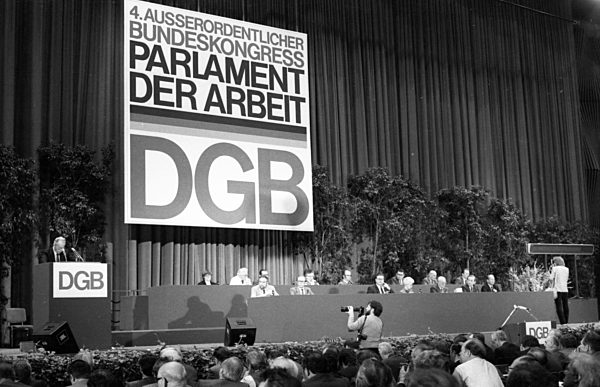 4. AUSSERORDENTLICHER
BUNDESKONGRESS
PARLAMENT
DER ARBEIT
DGB
DGB
DGB